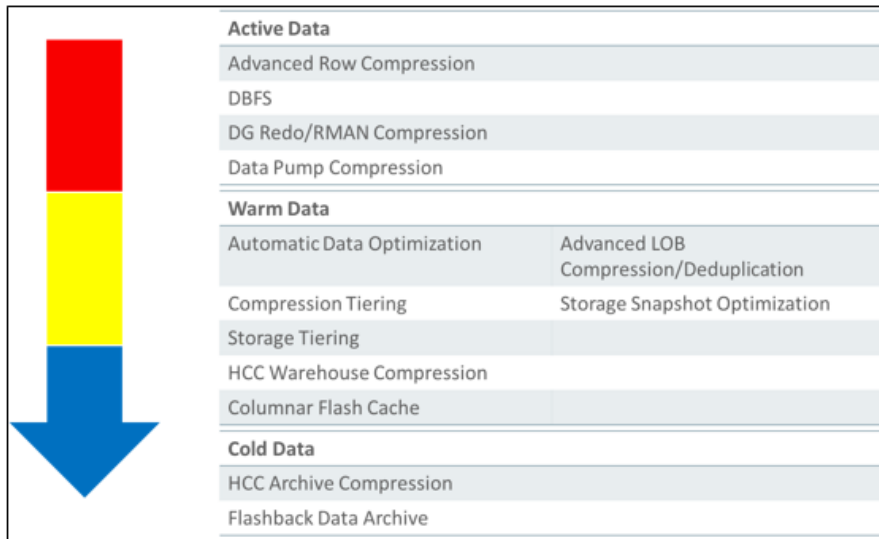 Active Data
Advanced Row Compression
DBFS
DG Redo/RMAN Compression
Data Pump Compression
Warm Data
Automatic Data Optimization
Advanced LOB
Compression/Deduplication
Compression Tiering
Storage Snapshot Optimization
Storage Tiering
HCC Warehouse Compression
Columnar Flash Cache
Cold Data
HCC Archive Compression
Flashback Data Archive